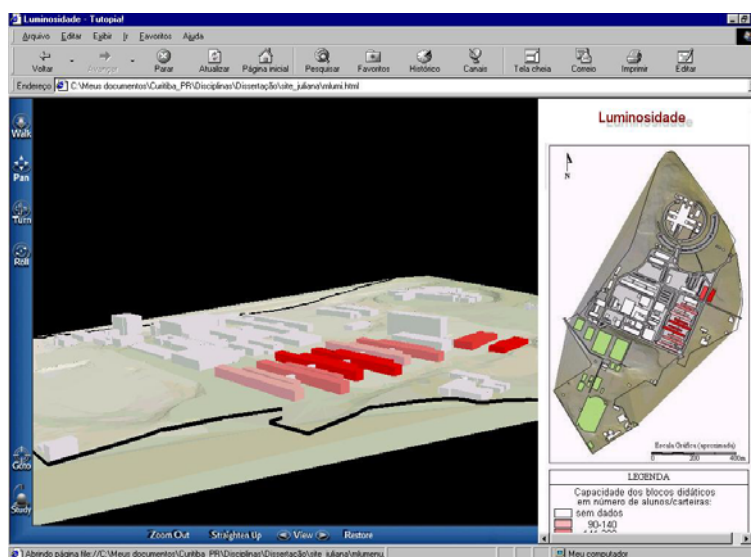 Luminosidade - Tutopia!
Arquivo Editar Exibir Ir Favoritos Ajuda
Voltar Avançar Parar Atualizar Página inicial Pesquisar Favoritos Histórico Canais Tela cheia Correio Imprimir Editar
Endereço C:\Meus documentos\Curitiba_PR\Disciplinas\Dissertação\site_juliana\mlumi.html
Walk
Pan
Turn
Roll
Goto
Study
Zoom Out Straighten Up View Restore
Luminosidade
N
Escala Gráfica (aproximada)
0 200 400m
LEGENDA
Capacidade dos blocos didáticos
em número de alunos/carteiras:
sem dados
90-140
Abrindo página file://C:\Meus documentos\Curitiba_PR\Disciplinas\Dissertação\site_juliana\mlumenu. Meu computador